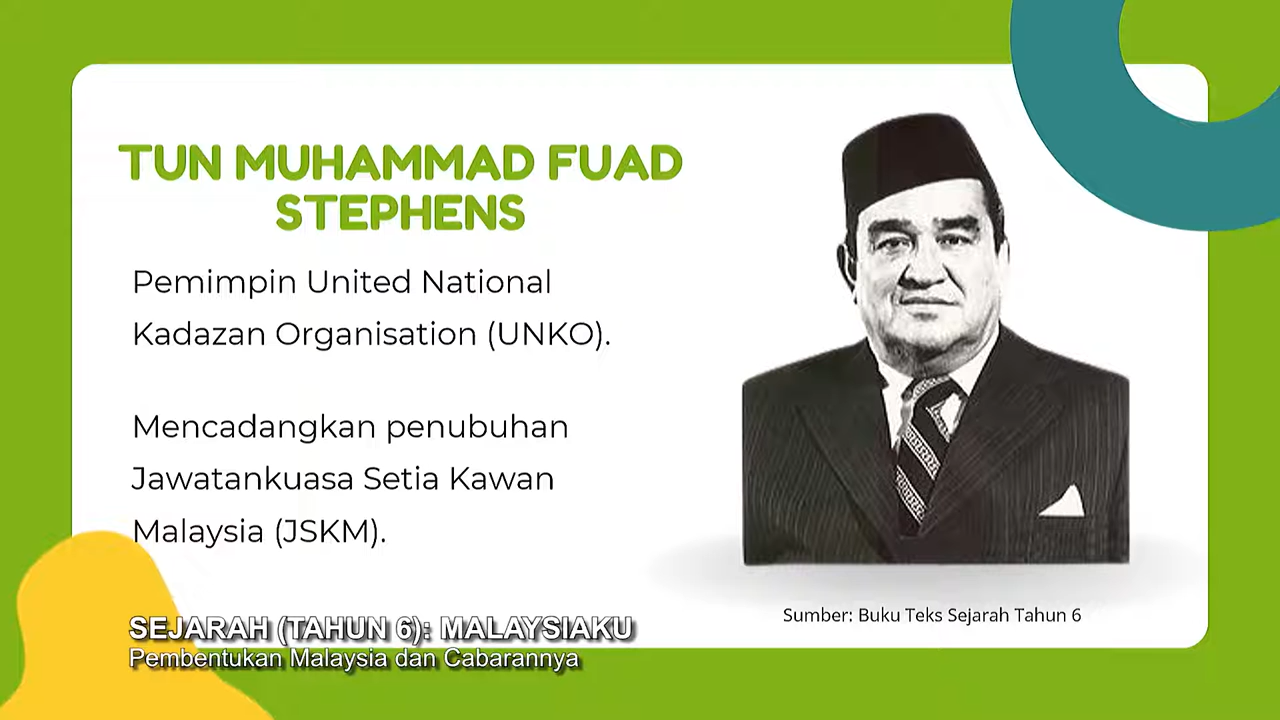 TUN MUHAMMAD FUAD
STEPHENS
Pemimpin United National
Kadazan Organisation (UNKO).
Mencadangkan penubuhan
Jawatankuasa Setia Kawan
Malaysia (JSKM).
Sumber: Buku Teks Sejarah Tahun 6
SEJARAH (TAHUN 6): MALAYSIAKU
Pembentukan Malaysia dan Cabarannya